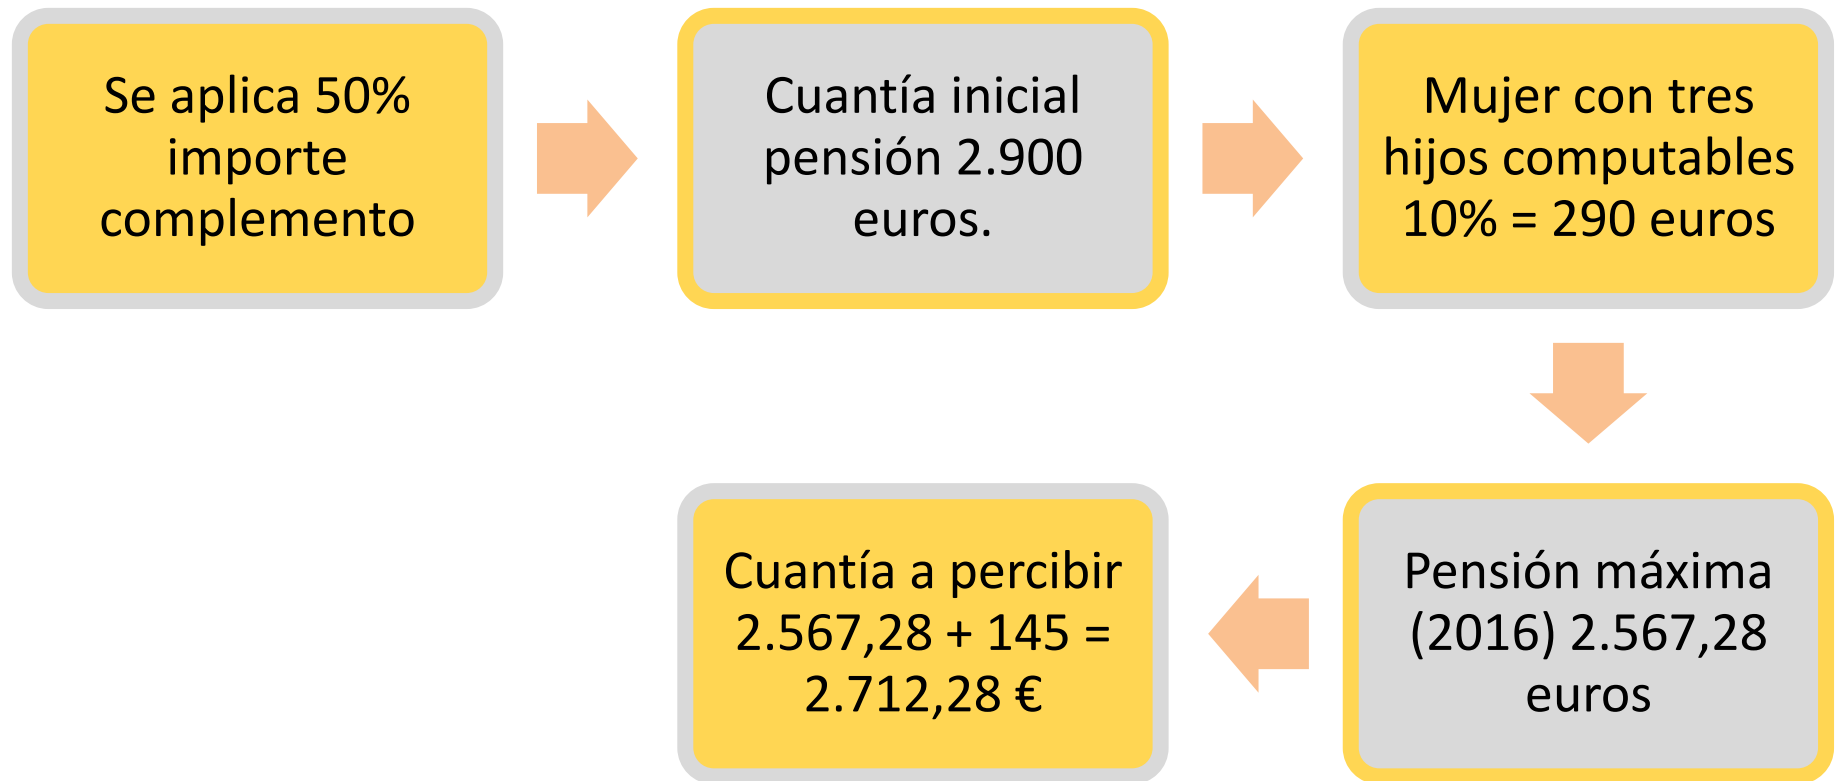 Se aplica 50%
importe
complemento
Cuantía inicial
pensión 2.900
euros.
Mujer con tres
hijos computables
10% = 290 euros
Pensión máxima
(2016) 2.567,28
euros
Cuantía a percibir
2.567,28 + 145 =
2.712,28 €